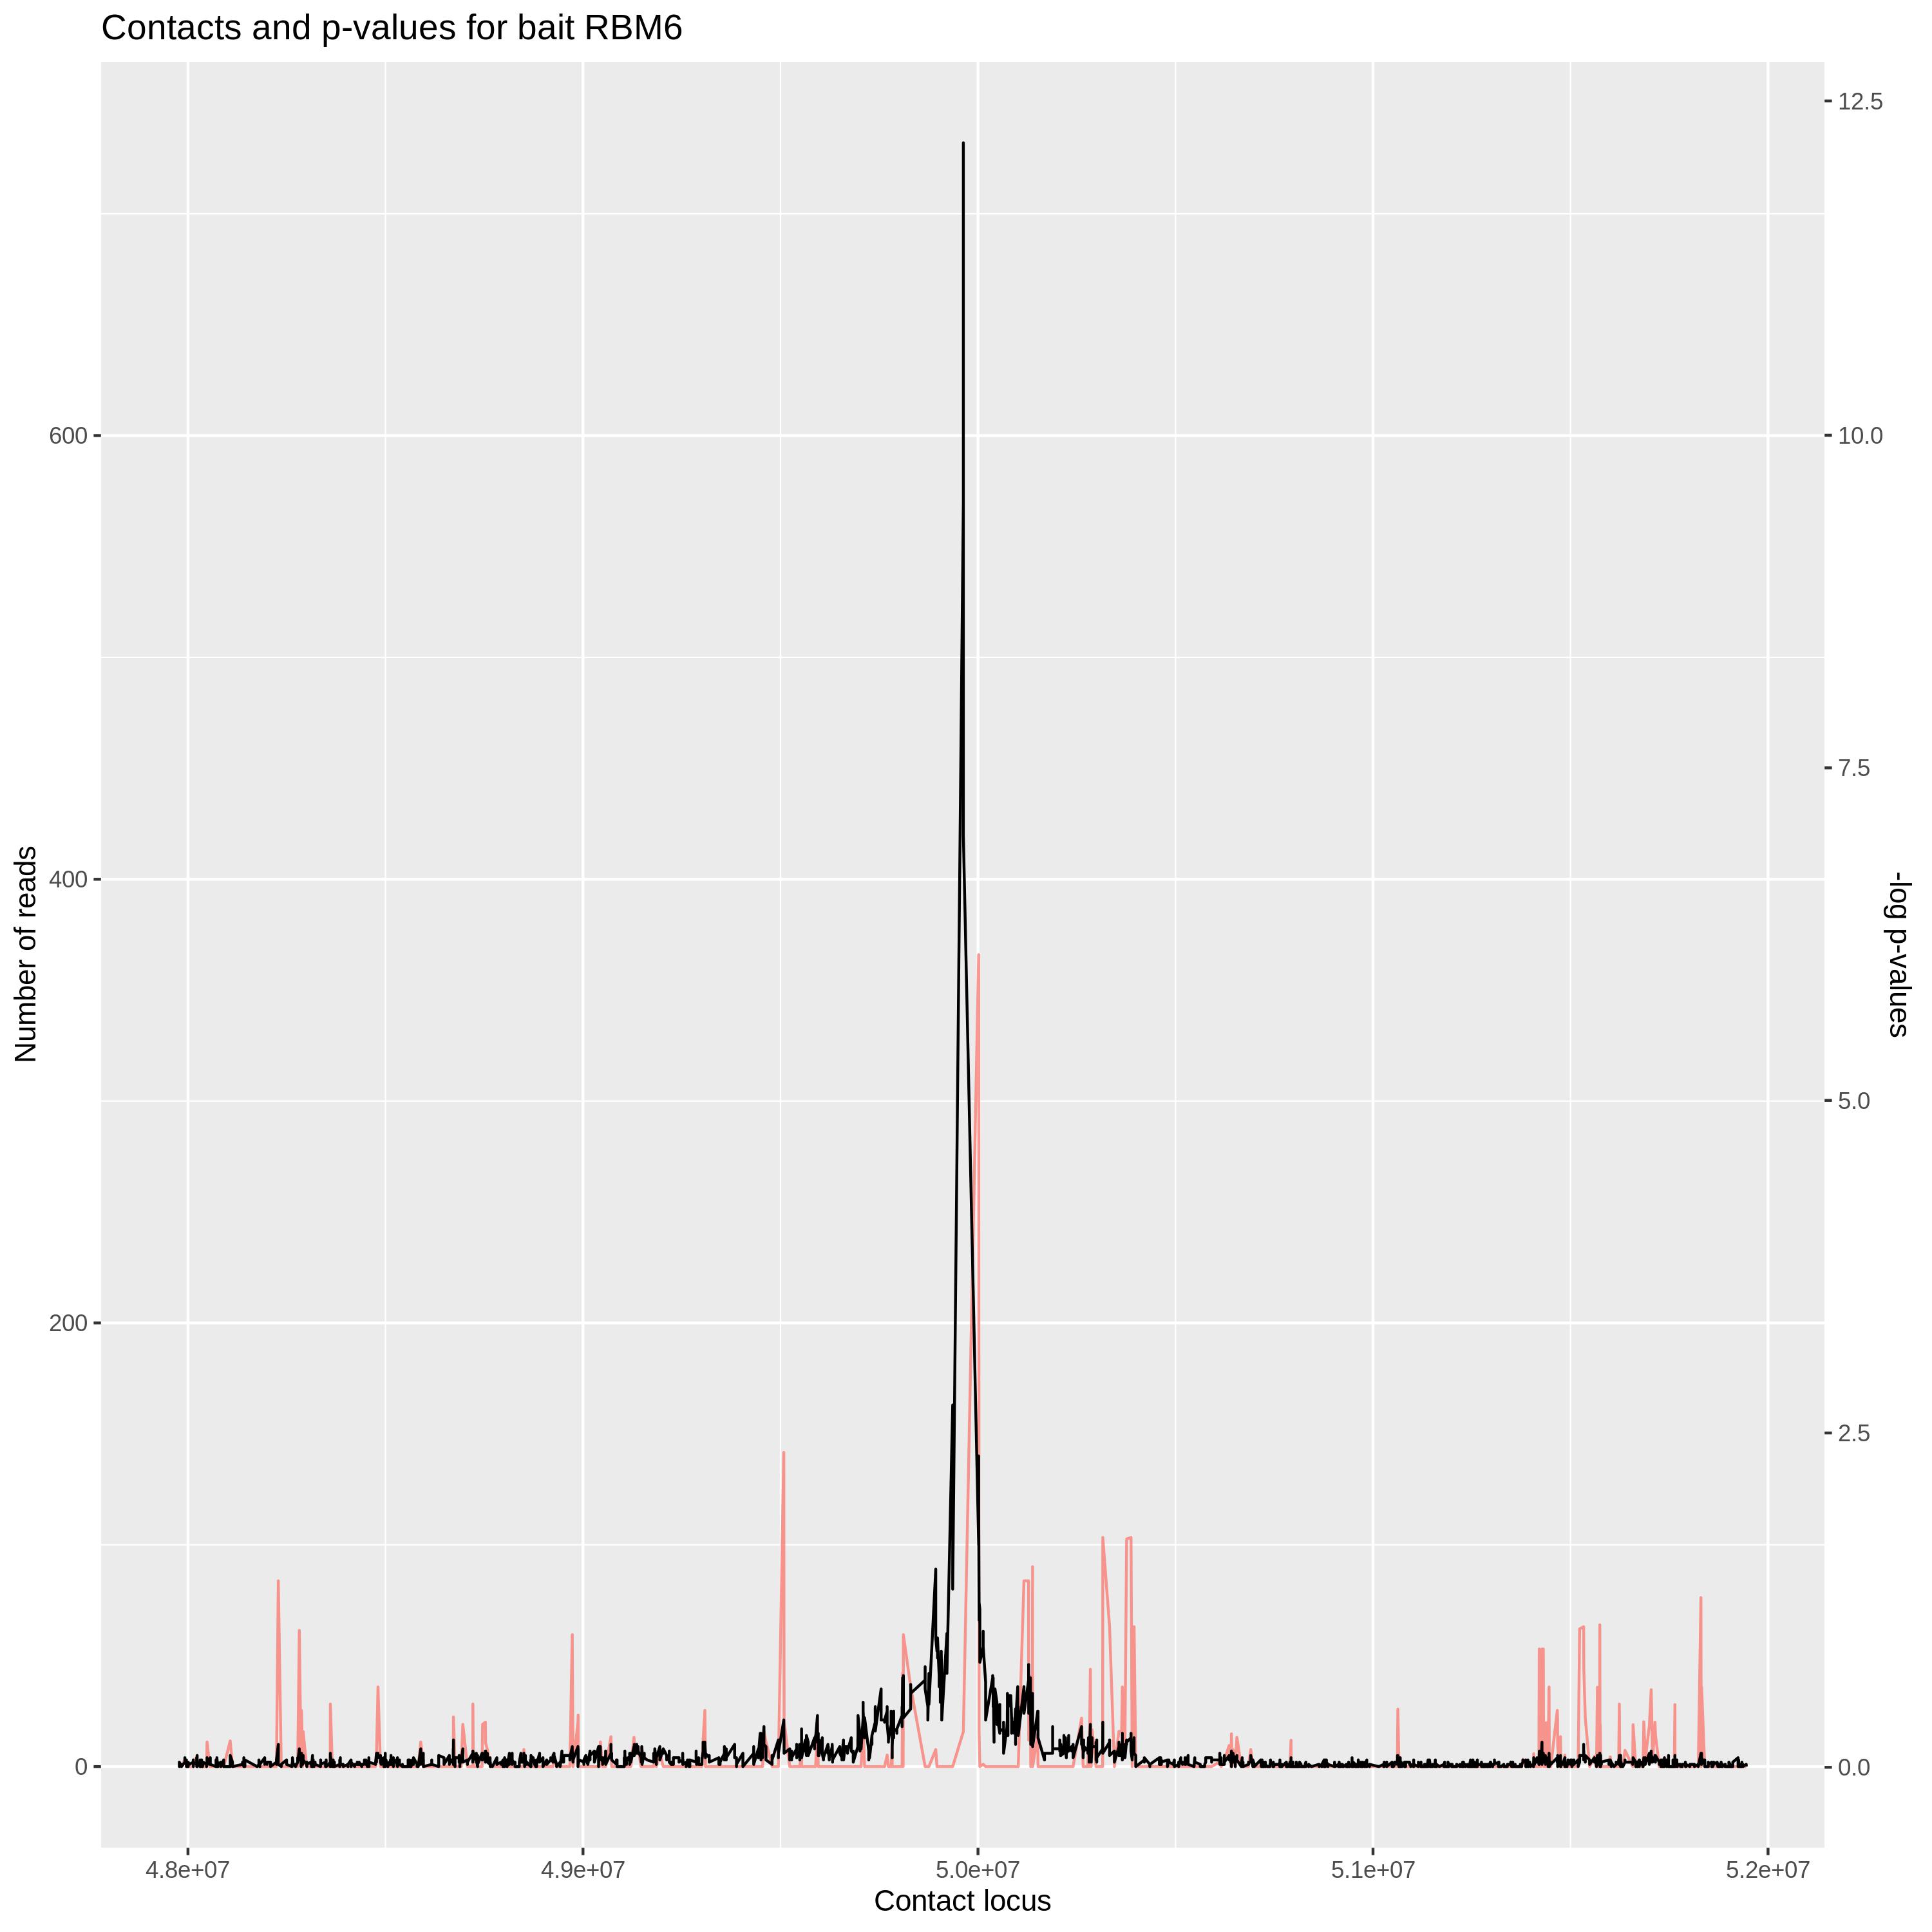 Contacts and p-values for bait RBM6
Number of reads
600
400
200
0
12.5
10.0
7.5
5.0
2.5
0.0
-log p-values
4.8e+07
4.9e+07
5.0e+07
5.1e+07
5.2e+07
Contact locus